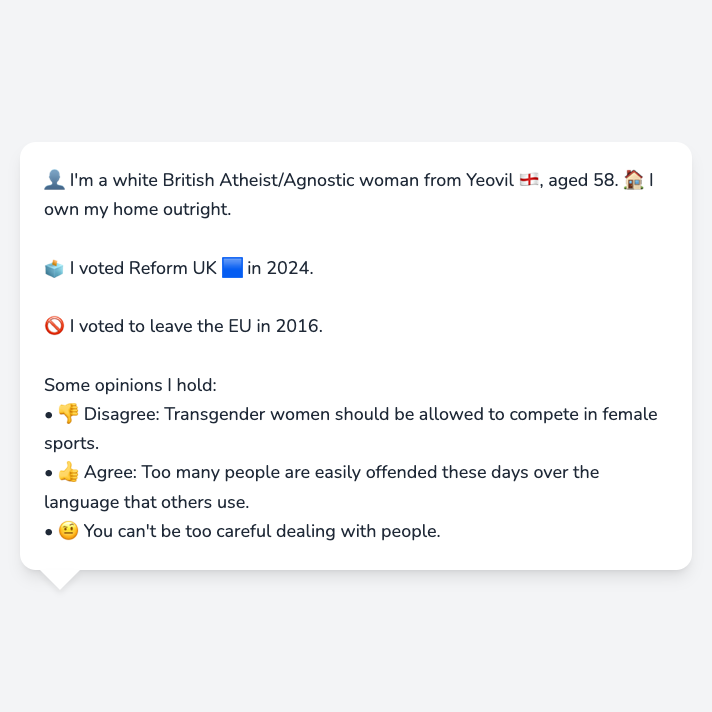 👤 I'm a white British Atheist/Agnostic woman from Yeovil 🏴󠁧󠁢󠁥󠁮󠁧󠁿, aged 58. 🏠 I
own my home outright.
🗳️ I voted Reform UK 🟦 in 2024.
🚫 I voted to leave the EU in 2016.
Some opinions I hold:
• 👎 Disagree: Transgender women should be allowed to compete in female
sports.
• 👍 Agree: Too many people are easily offended these days over the
language that others use.
• 🤨 You can't be too careful dealing with people.